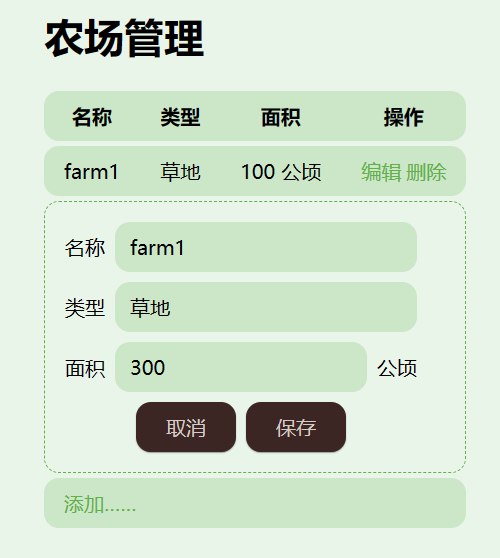 农场管理
名称 类型 面积 操作
farm1 草地 100 公顷 编辑 删除
名称 farm1
类型 草地
面积 300 公顷
取消 保存
添加……